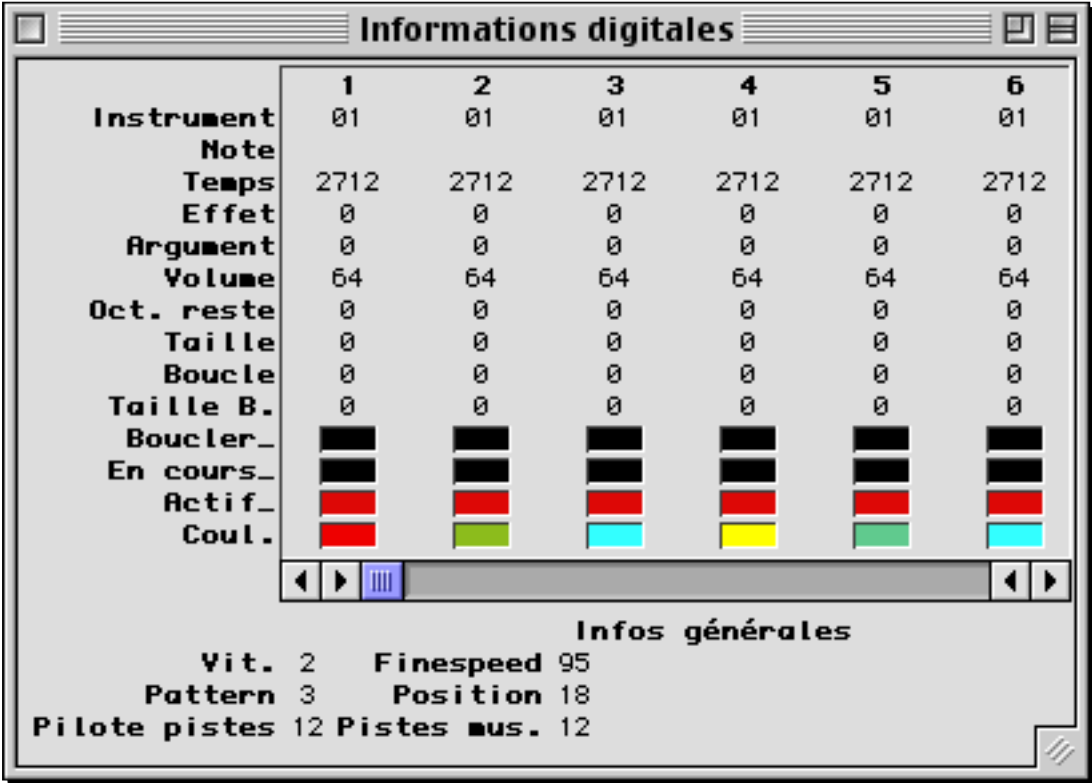 Informations digitales
1 2 3 4 5 6
Instrument 01 01 01 01 01 01
Note
Temps 2712 2712 2712 2712 2712 2712
Effet 0 0 0 0 0 0
Argument 0 0 0 0 0 0
Volume 64 64 64 64 64 64
Oct. reste 0 0 0 0 0 0
Taille 0 0 0 0 0 0
Boucle 0 0 0 0 0 0
Taille B. 0 0 0 0 0 0
Boucler_
En cours_
Actif_
Coul.
Infos générales
Vit. 2 Finespeed 95
Pattern 3 Position 18
Pilote pistes 12 Pistes mus. 12